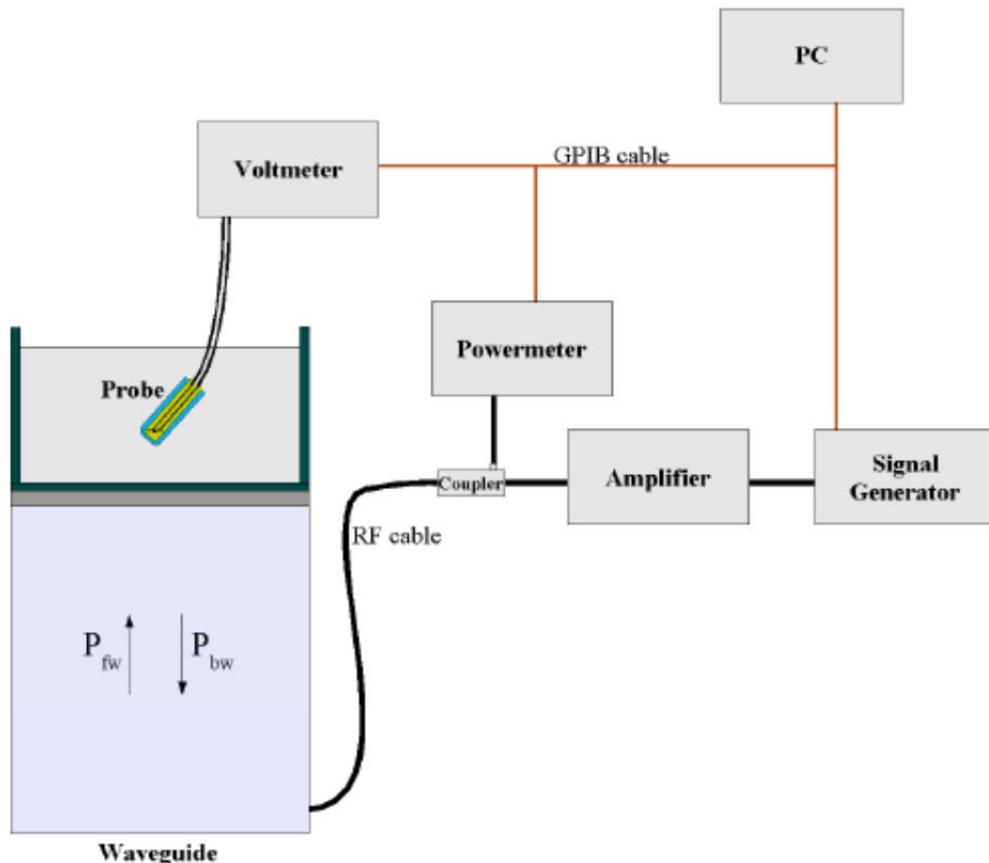 PC
Voltmeter
GPIB cable
Powermeter
Probe
Coupler
Amplifier
Signal
Generator
RF cable
Pfw
Pbw
Waveguide